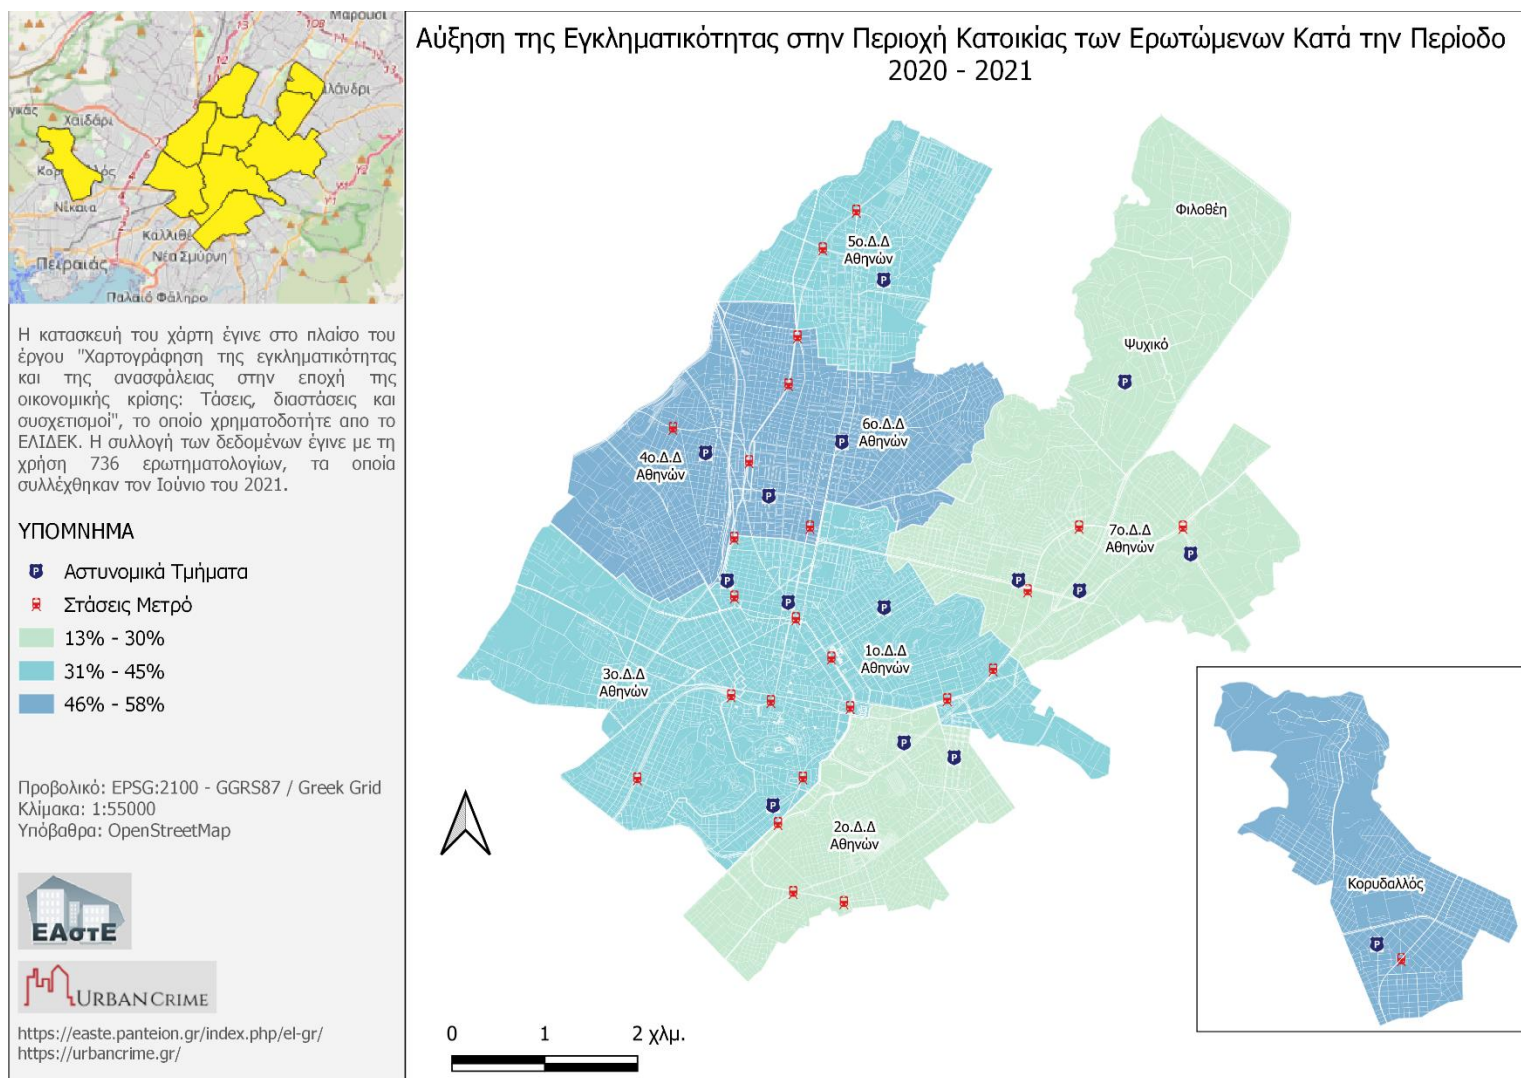 Μαρούσι
Χαϊδάρι
Νίκαια
Νέα Σμύρνη
Πειραιάς
Παλαιό Φάληρο
Αύξηση της Εγκληματικότητας στην Περιοχή Κατοικίας των Ερωτώμενων Κατά την Περίοδο
2020 - 2021
Η κατασκευή του χάρτη έγινε στο πλαίσο του
έργου "Χαρτογράφηση της εγκληματικότητας
και της ανασφάλειας στην εποχή της
οικονομικής κρίσης: Τάσεις, διαστάσεις και
συσχετισμοί", το οποίο χρηματοδοτήτε απο το
ΕΛΙΔΕΚ. Η συλλογή των δεδομένων έγινε με τη
χρήση 736 ερωτηματολογίων, τα οποία
συλλέχθηκαν τον Ιούνιο του 2021.
ΥΠΟΜΝΗΜΑ
Αστυνομικά Τμήματα
Στάσεις Μετρό
13% - 30%
31% - 45%
46% - 58%
Προβολικό: EPSG:2100 - GGRS87 / Greek Grid
Κλίμακα: 1:55000
Υπόβαθρα: OpenStreetMap
ΕΑστΕ
URBANCRIME
https://easte.panteion.gr/index.php/el-gr/
https://urbancrime.gr/
Φιλοθέη
5ο.Δ.Δ
Αθηνών
Ψυχικό
6ο.Δ.Δ
Αθηνών
4ο.Δ.Δ
Αθηνών
7ο.Δ.Δ
Αθηνών
1ο.Δ.Δ
Αθηνών
3ο.Δ.Δ
Αθηνών
2ο.Δ.Δ
Αθηνών
Κορυδαλλός
0 1 2 χλμ.